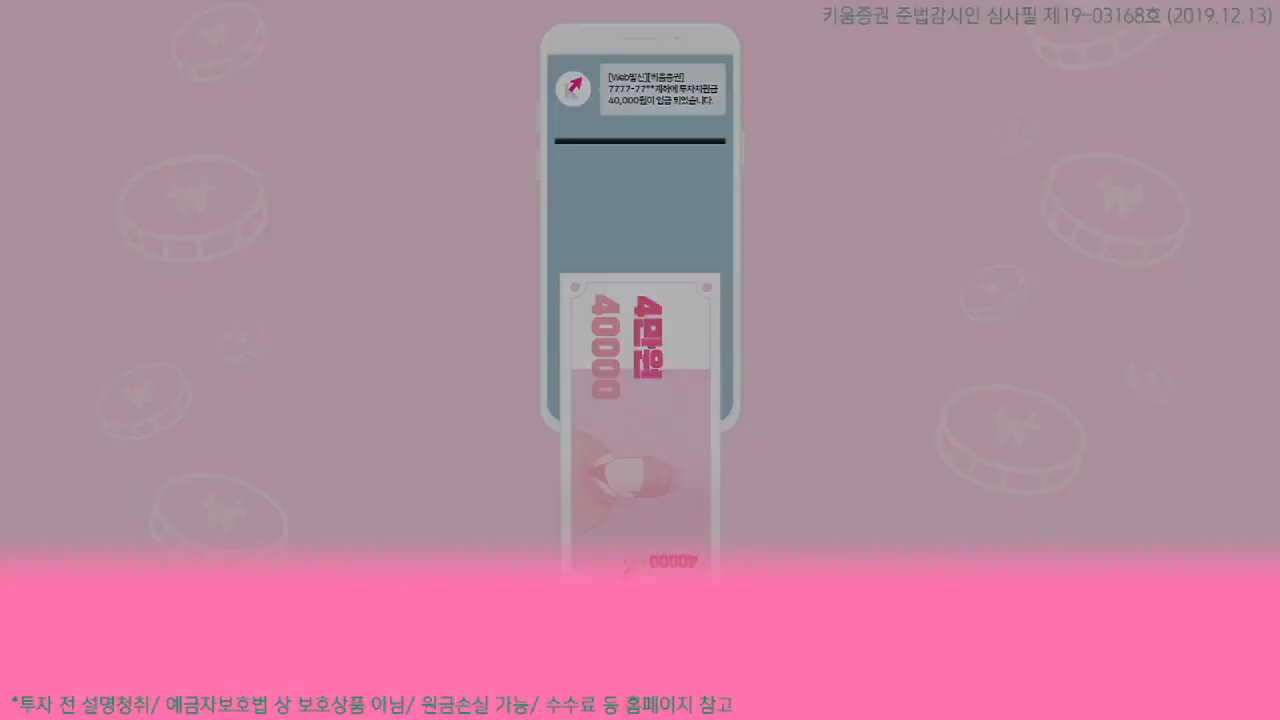 키움증권 준법감시인 심사필 제19-03168호 (2019.12.13)
[Web발신][키움증권]
7777-77**계좌에 투자지원금
40,000원이 입금 되었습니다.
4만원
40000
40000
*투자 전 설명청취/ 예금자보호법 상 보호상품 아님/ 원금손실 가능/ 수수료 등 홈페이지 참고